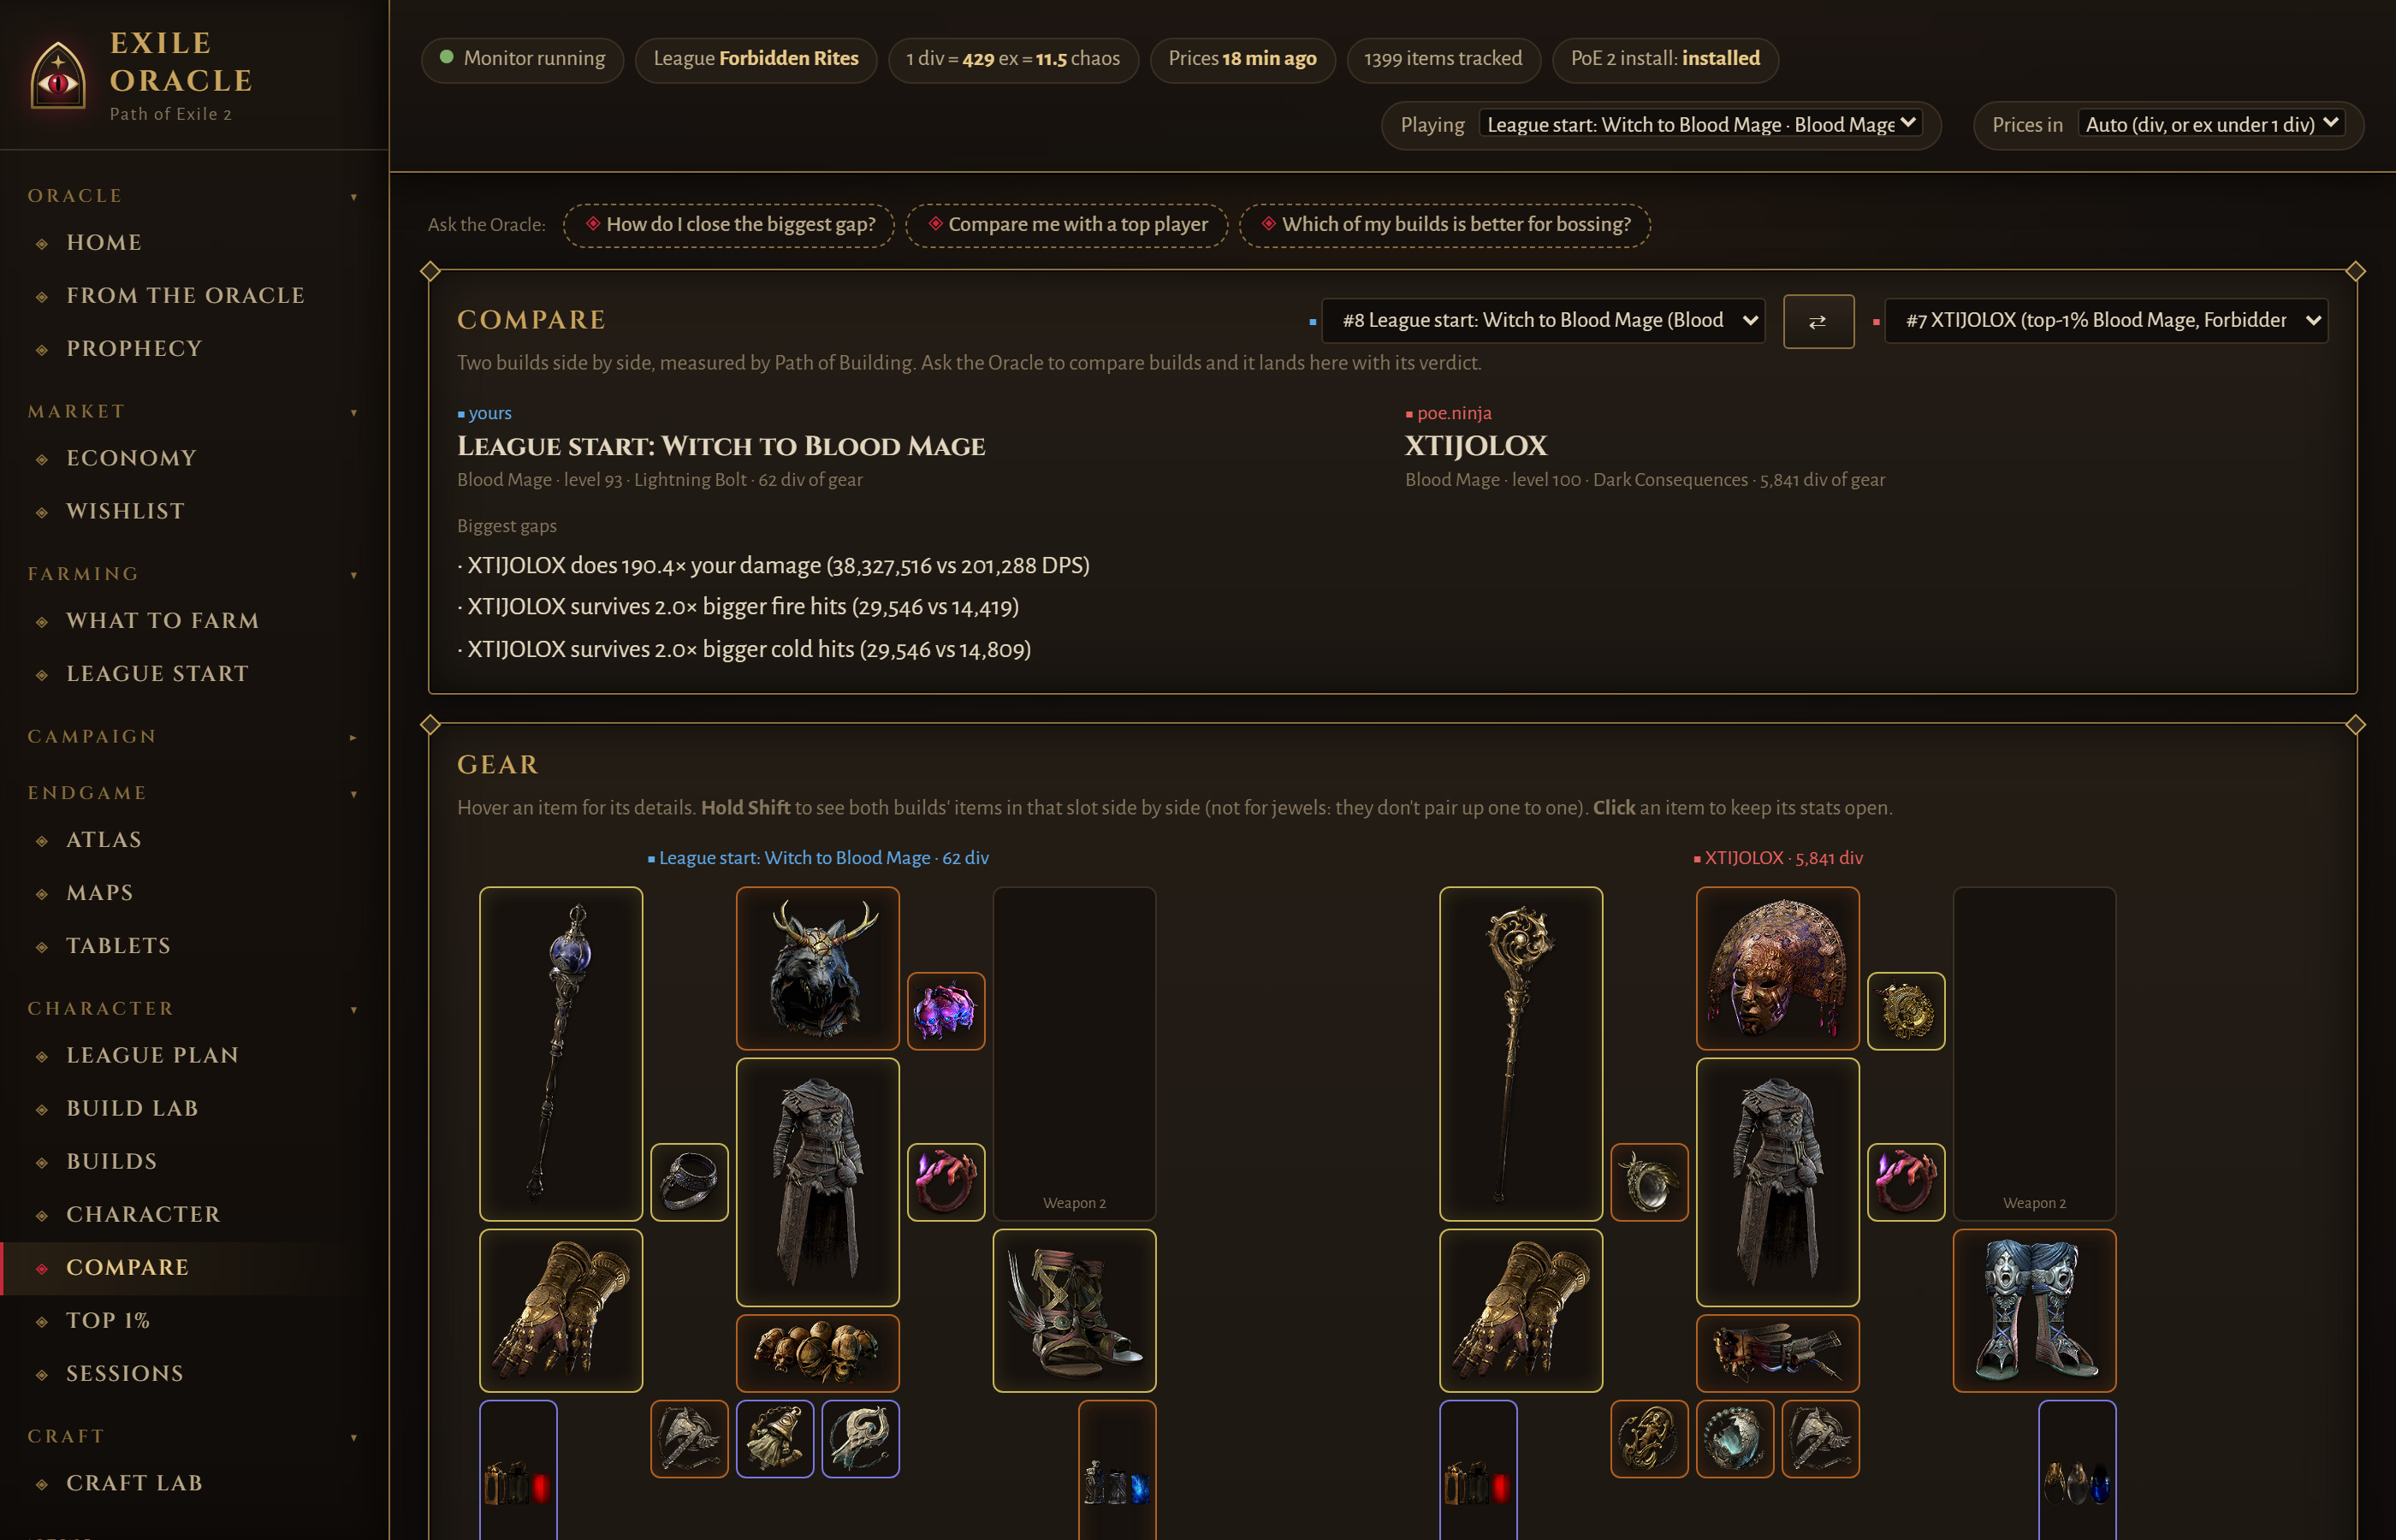 EXILE
ORACLE
Path of Exile 2
ORACLE
HOME
FROM THE ORACLE
PROPHECY
MARKET
ECONOMY
WISHLIST
FARMING
WHAT TO FARM
LEAGUE START
CAMPAIGN
ENDGAME
ATLAS
MAPS
TABLETS
CHARACTER
LEAGUE PLAN
BUILD LAB
BUILDS
CHARACTER
COMPARE
TOP 1%
SESSIONS
CRAFT
CRAFT LAB
Monitor running
League Forbidden Rites
1 div = 429 ex = 11.5 chaos
Prices 18 min ago
1399 items tracked
PoE 2 install: installed
Playing League start: Witch to Blood Mage · Blood Mage
Prices in Auto (div, or ex under 1 div)
Ask the Oracle:
How do I close the biggest gap?
Compare me with a top player
Which of my builds is better for bossing?
COMPARE
#8 League start: Witch to Blood Mage (Blood
#7 XTIJOLOX (top-1% Blood Mage, Forbidder
Two builds side by side, measured by Path of Building. Ask the Oracle to compare builds and it lands here with its verdict.
yours
LEAGUE START: WITCH TO BLOOD MAGE
Blood Mage · level 93 · Lightning Bolt · 62 div of gear
poe.ninja
XTIJOLOX
Blood Mage · level 100 · Dark Consequences · 5,841 div of gear
Biggest gaps
· XTIJOLOX does 190.4× your damage (38,327,516 vs 201,288 DPS)
· XTIJOLOX survives 2.0× bigger fire hits (29,546 vs 14,419)
· XTIJOLOX survives 2.0× bigger cold hits (29,546 vs 14,809)
GEAR
Hover an item for its details. Hold Shift to see both builds' items in that slot side by side (not for jewels: they don't pair up one to one). Click an item to keep its stats open.
League start: Witch to Blood Mage · 62 div
XTIJOLOX · 5,841 div
Weapon 2
Weapon 2